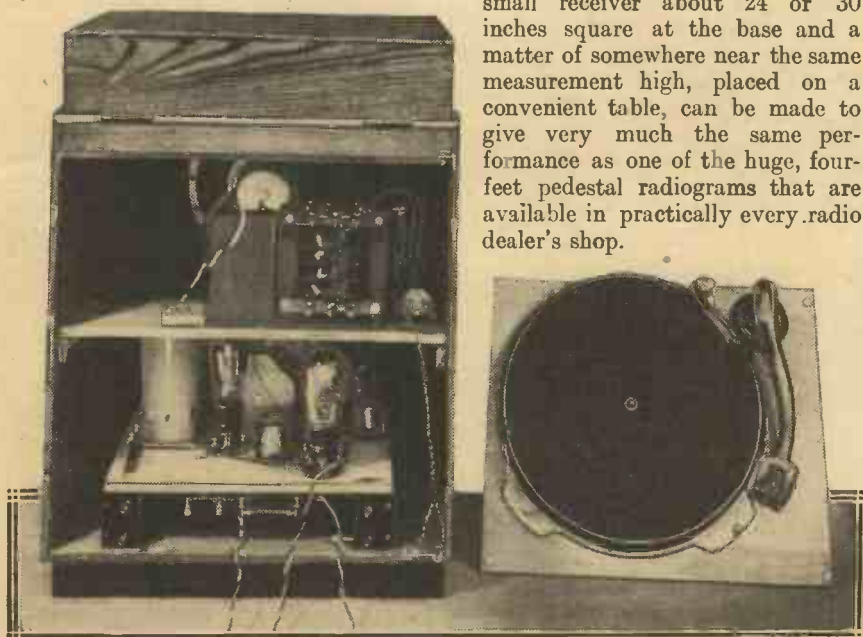 small receiver about 24 or 30
inches square at the base and a
matter of somewhere near the same
measurement high, placed on a
convenient table, can be made to
give very much the same per-
formance as one of the huge, four-
feet pedestal radiograms that are
available in practically every.radio
dealer's shop.